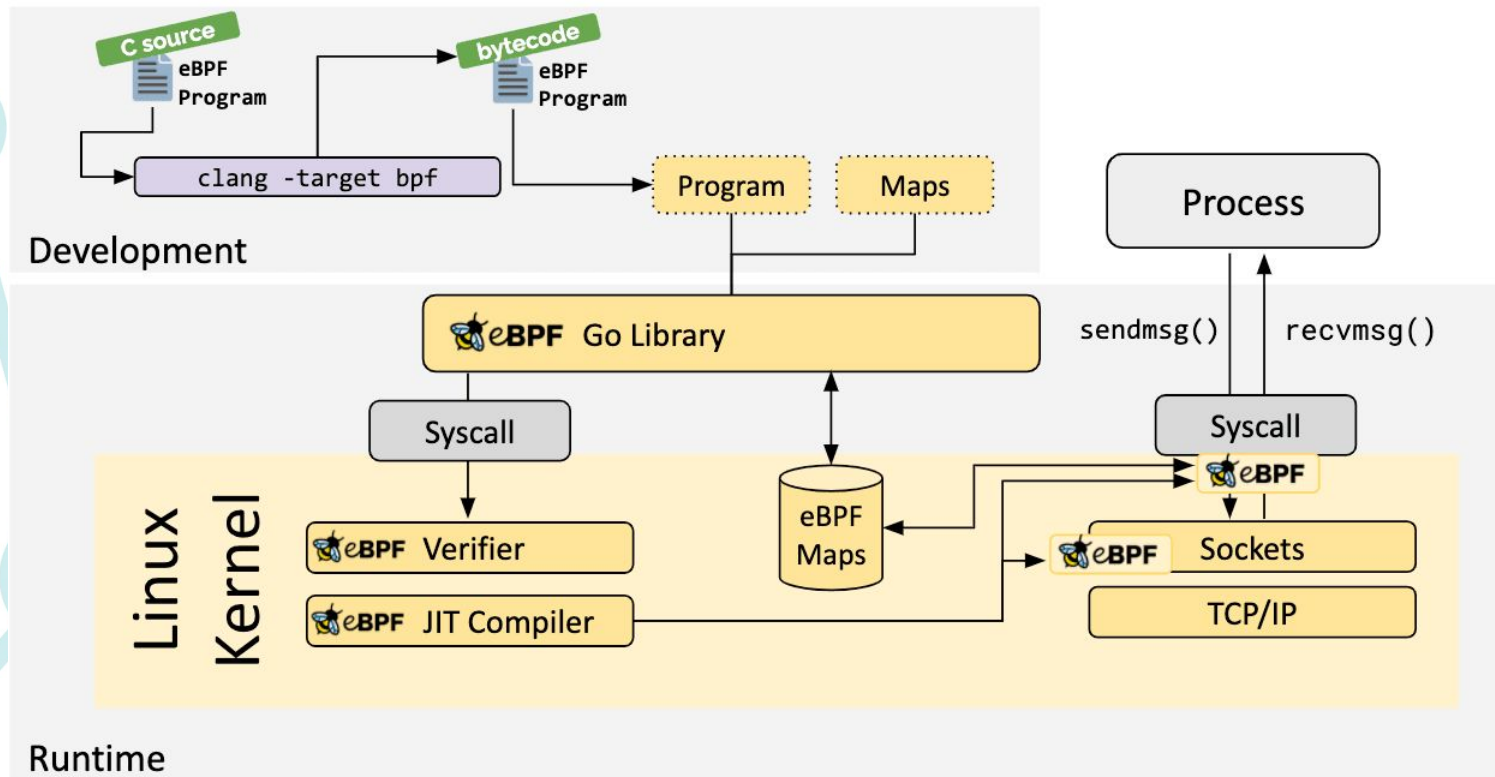 C source
eBPF
Program
bytecode
eBPF
Program
clang -target bpf
Program
Maps
Development
Process
eBPF Go Library
sendmsg()
recvmsg()
Syscall
Syscall
eBPF
Linux
Kernel
eBPF Verifier
eBPF
Maps
eBPF Sockets
eBPF JIT Compiler
TCP/IP
Runtime